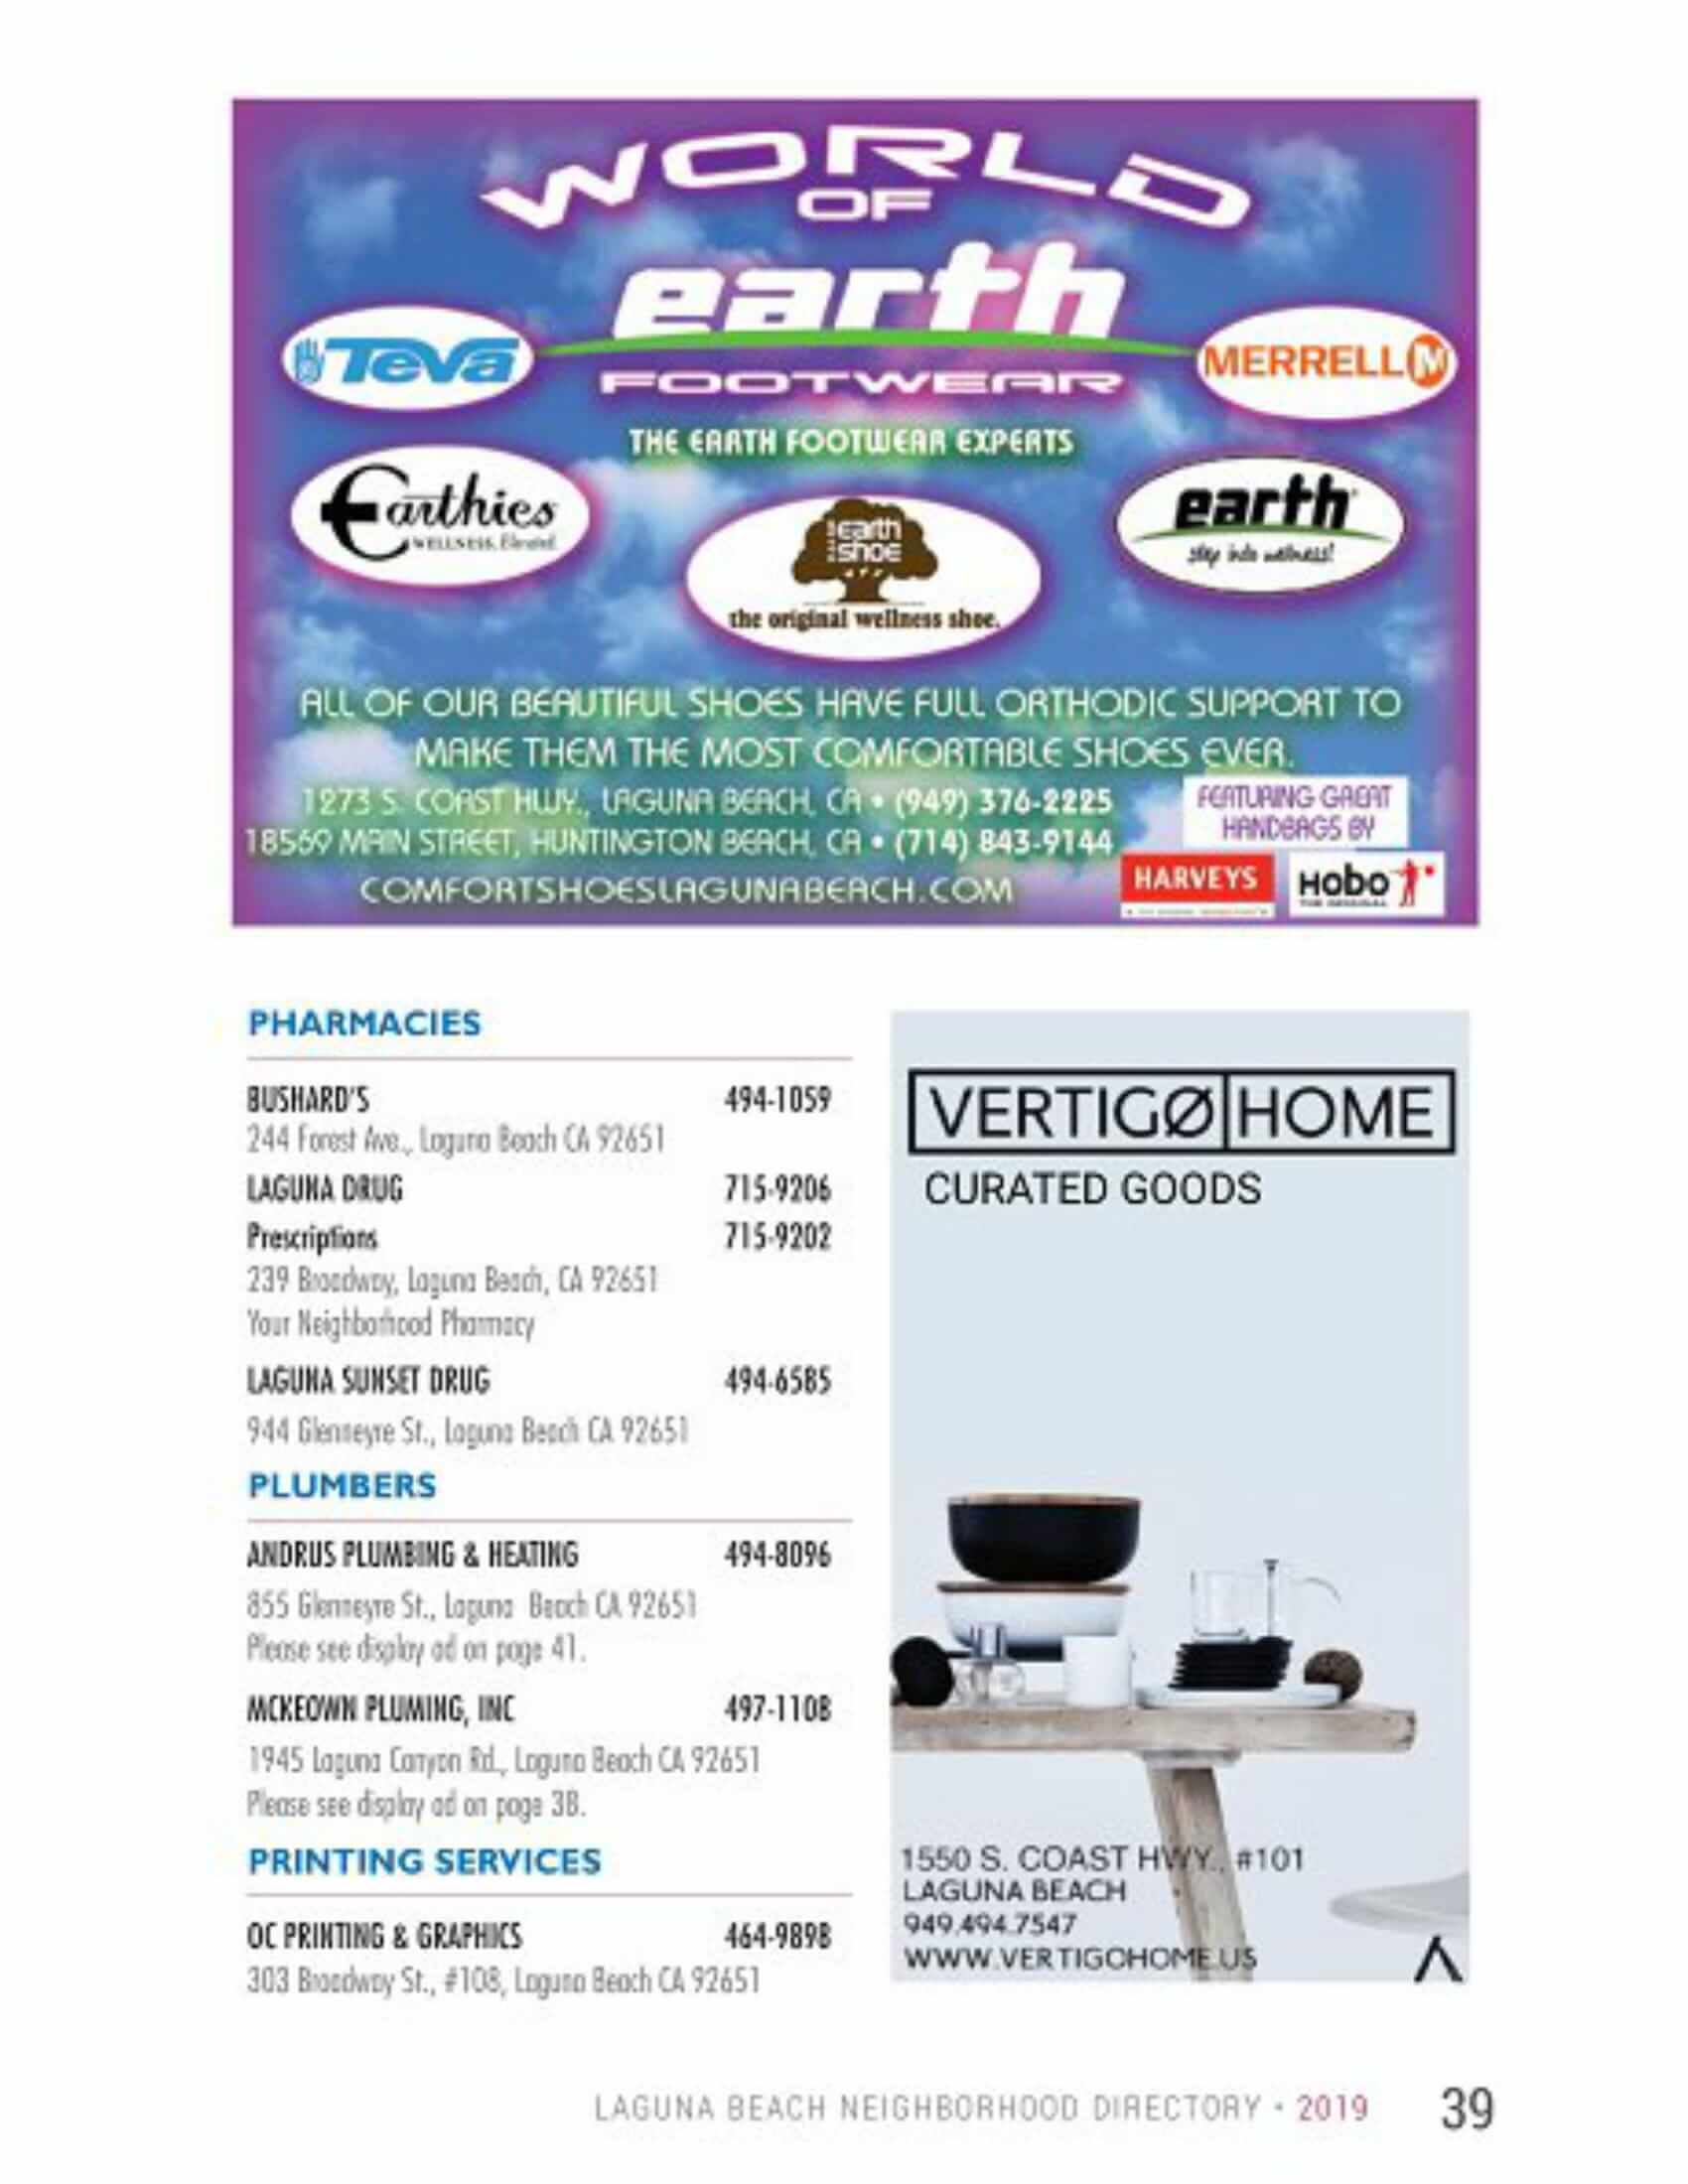 WORLD
OF
earth
FOOTWEAR
Teva
MERRELL
THE EARTH FOOTWEAR EXPERTS
Earthies
WELLNESS, Elevated
earth
shoe
the original wellness shoe.
earth
step into wellness!
ALL OF OUR BEAUTIFUL SHOES HAVE FULL ORTHODIC SUPPORT TO
MAKE THEM THE MOST COMFORTABLE SHOES EVER.
1273 S. COAST HWY., LAGUNA BEACH, CA • (949) 376-2225
18569 MAIN STREET, HUNTINGTON BEACH, CA • (714) 843-9144
COMFORTSHOESLAGUNABEACH.COM
FEATURING GREAT
HANDBAGS BY
HARVEYS
HOBO
THE ORIGINAL
PHARMACIES
BUSHARD'S 494-1059
244 Forest Ave., Laguna Beach CA 92651
LAGUNA DRUG 715-9206
Prescriptions 715-9202
239 Broadway, Laguna Beach, CA 92651
Your Neighborhood Pharmacy
LAGUNA SUNSET DRUG 494-6585
944 Glenneyre St., Laguna Beach CA 92651
PLUMBERS
ANDRUS PLUMBING & HEATING 494-8096
855 Glenneyre St., Laguna Beach CA 92651
Please see display ad on page 41.
MCKEOWN PLUMING, INC 497-1108
1945 Laguna Canyon Rd., Laguna Beach CA 92651
Please see display ad on page 38.
PRINTING SERVICES
OC PRINTING & GRAPHICS 464-9898
303 Broadway St., #108, Laguna Beach CA 92651
VERTIGØ HOME
CURATED GOODS
1550 S. COAST HWY., #101
LAGUNA BEACH
949.494.7547
WWW.VERTIGOHOME.US
LAGUNA BEACH NEIGHBORHOOD DIRECTORY • 2019 39